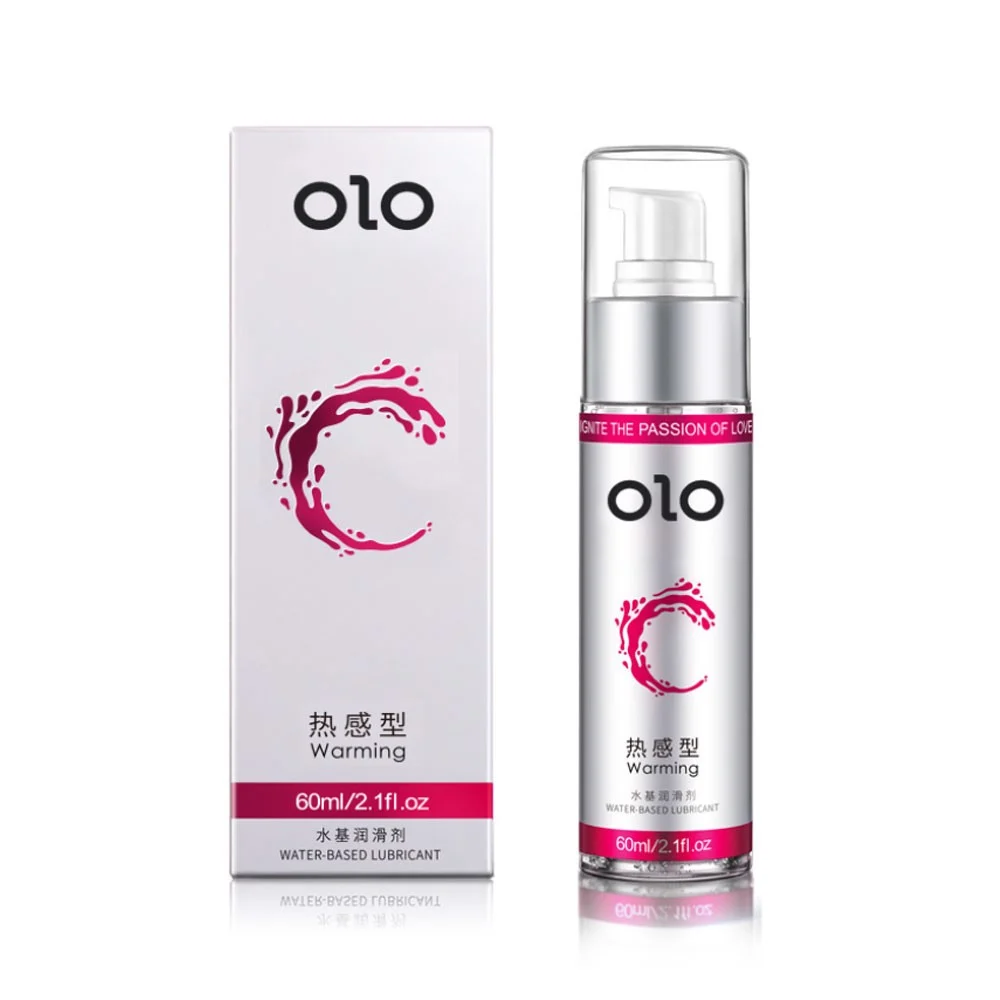 olo
热感型
Warming
60ml/2.1fl.oz
水基润滑剂
WATER-BASED LUBRICANT
IGNITE THE PASSION OF LOVE
olo
热感型
Warming
水基润滑剂
WATER-BASED LUBRICANT
60ml/2.1fl.oz